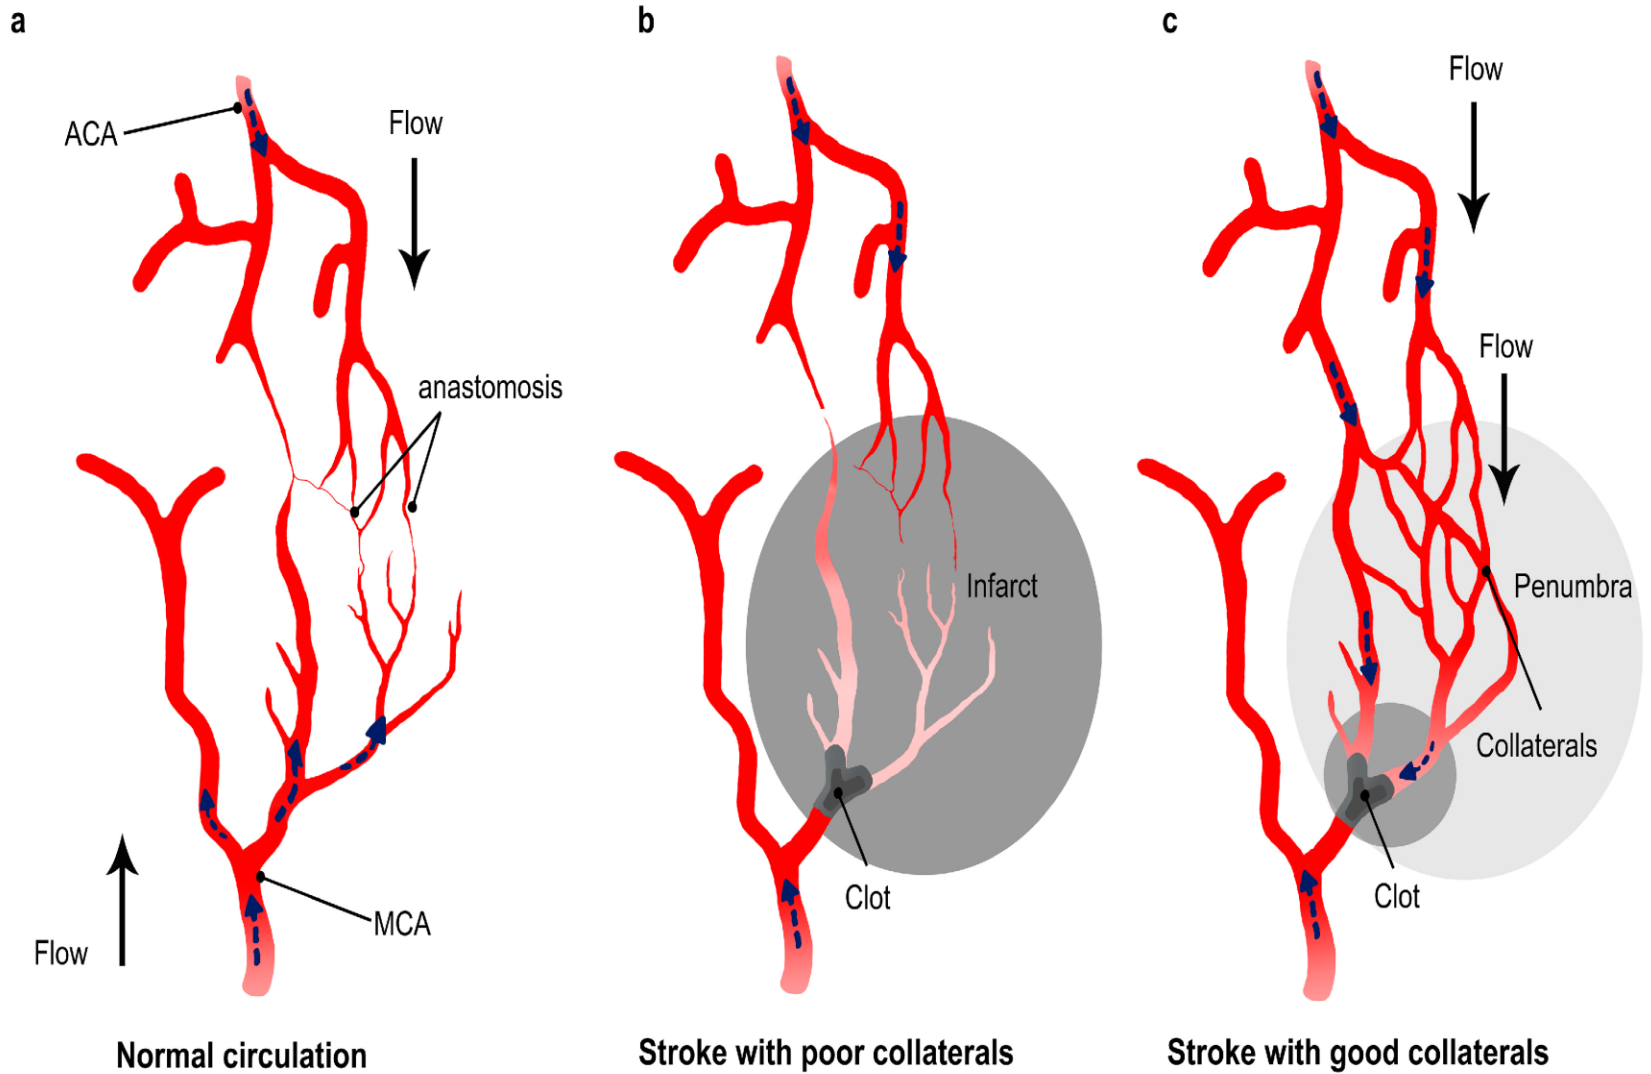 a
ACA
Flow
anastomosis
MCA
Flow
Normal circulation
b
Infarct
Clot
Stroke with poor collaterals
c
Flow
Flow
Penumbra
Collaterals
Clot
Stroke with good collaterals